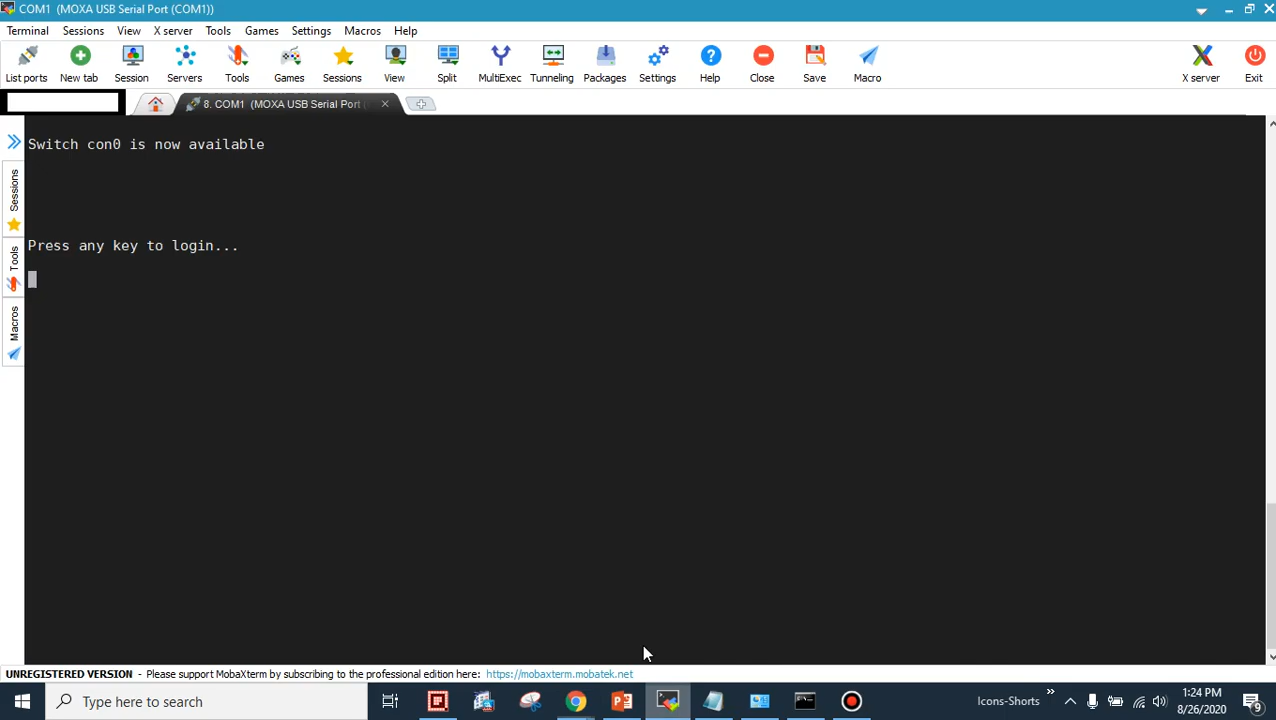 COM1 (MOXA USB Serial Port (COM1))
Terminal Sessions View X server Tools Games Settings Macros Help
List ports New tab Session Servers Tools Games Sessions View Split MultiExec Tunneling Packages Settings Help Close Save Macro X server Exit
8. COM1 (MOXA USB Serial Port (
Switch con0 is now available
Press any key to login...
Sessions
Tools
Macros
UNREGISTERED VERSION - Please support MobaXterm by subscribing to the professional edition here: https://mobaxterm.mobatek.net
Type here to search
Icons-Shorts
1:24 PM
8/26/2020
9